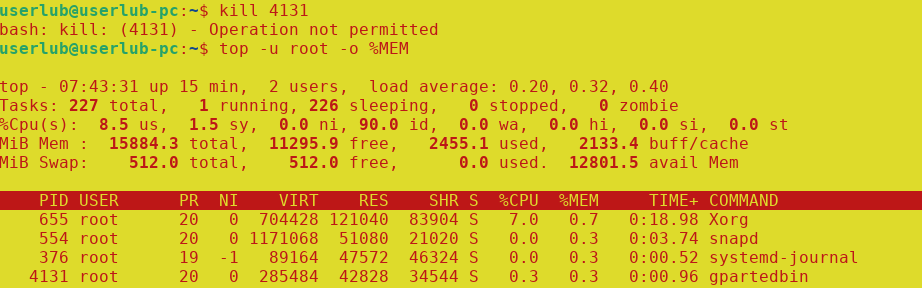 userlub@userlub-pc:~$ kill 4131
bash: kill: (4131) - Operation not permitted
userlub@userlub-pc:~$ top -u root -o %MEM
top - 07:43:31 up 15 min,  2 users,  load average: 0.20, 0.32, 0.40
Tasks: 227 total,   1 running, 226 sleeping,   0 stopped,   0 zombie
%Cpu(s):  8.5 us,  1.5 sy,  0.0 ni, 90.0 id,  0.0 wa,  0.0 hi,  0.0 si,  0.0 st
MiB Mem :  15884.3 total,  11295.9 free,   2455.1 used,   2133.4 buff/cache
MiB Swap:    512.0 total,    512.0 free,      0.0 used.  12801.5 avail Mem
    PID USER      PR  NI    VIRT    RES    SHR S  %CPU  %MEM     TIME+ COMMAND
    655 root      20   0  704428 121040  83904 S   7.0   0.7   0:18.98 Xorg
    554 root      20   0 1171068  51080  21020 S   0.0   0.3   0:03.74 snapd
    376 root      19  -1   89164  47572  46324 S   0.0   0.3   0:00.52 systemd-journal
   4131 root      20   0  285484  42828  34544 S   0.3   0.3   0:00.96 gpartedbin